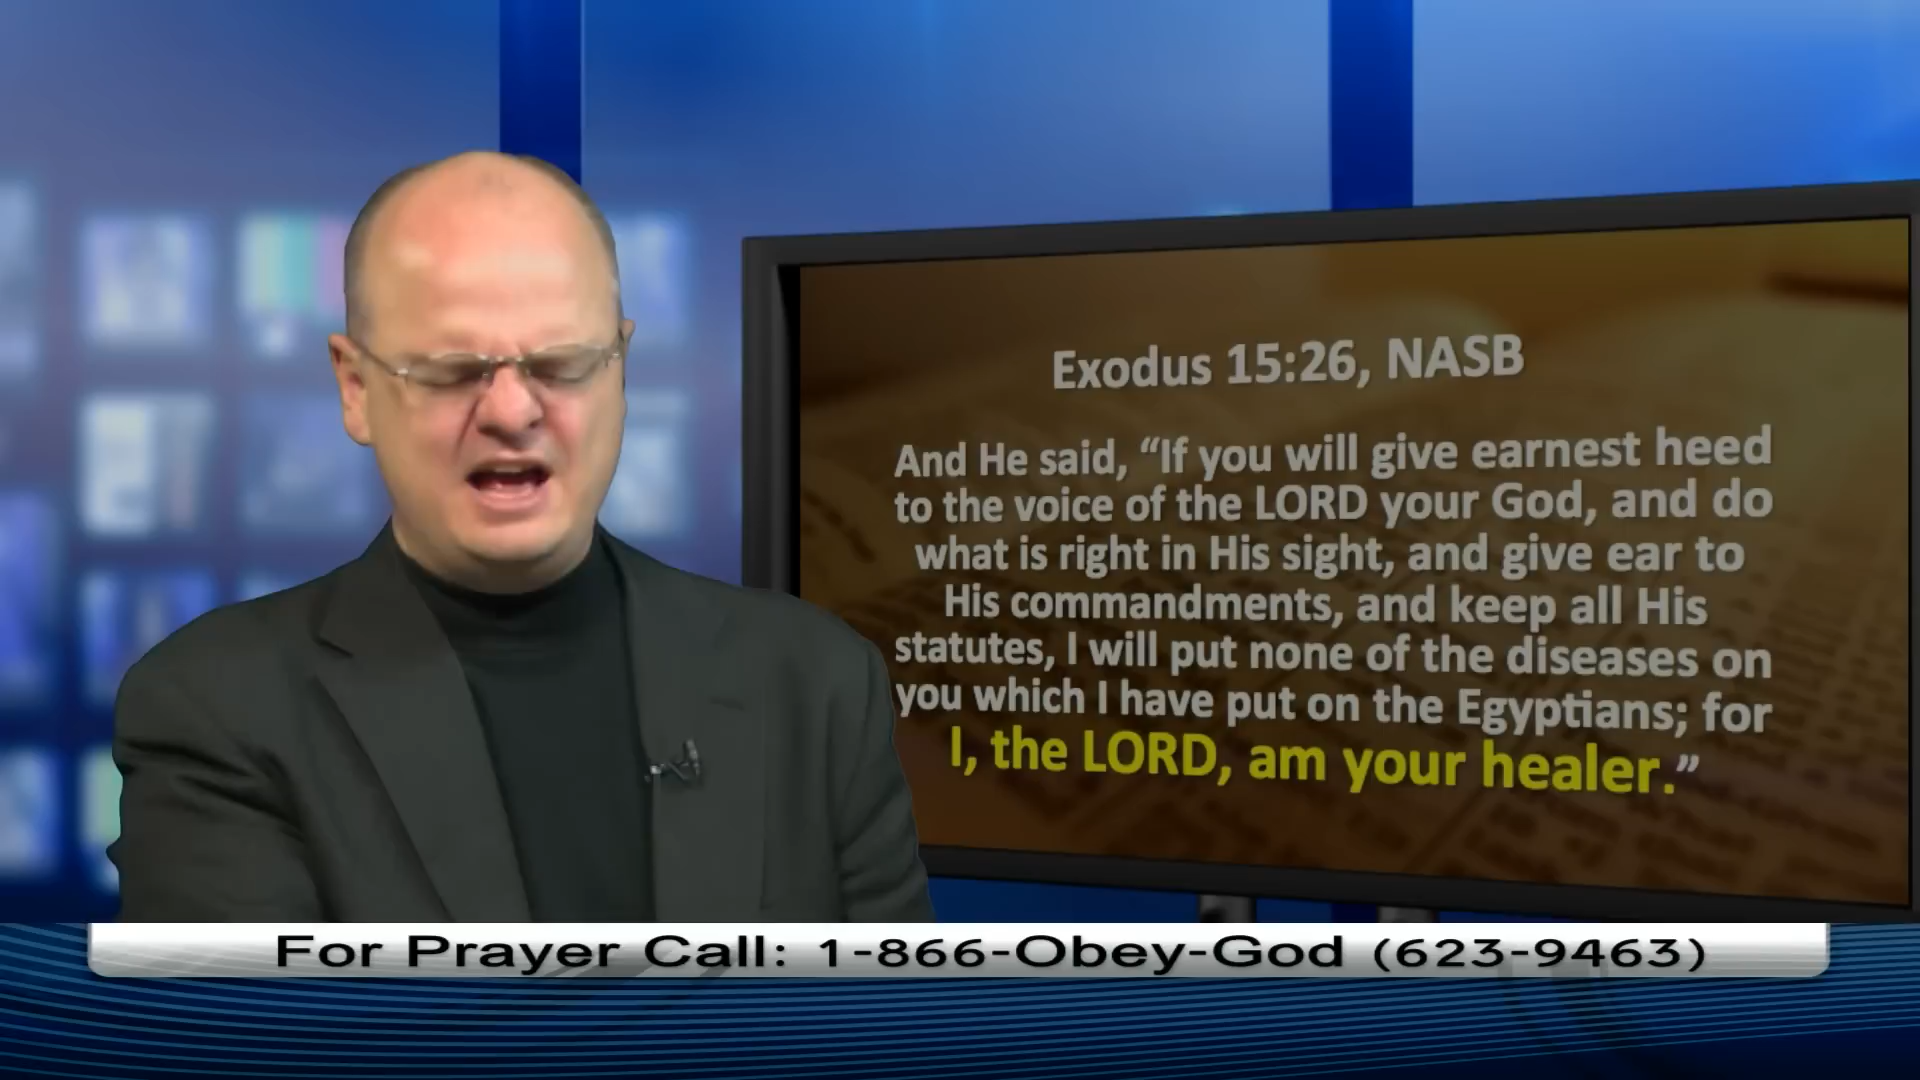 Exodus 15:26, NASB
And He said, “If you will give earnest heed
to the voice of the LORD your God, and do
what is right in His sight, and give ear to
His commandments, and keep all His
statutes, I will put none of the diseases on
you which I have put on the Egyptians; for
I, the LORD, am your healer.”
For Prayer Call: 1-866-Obey-God (623-9463)